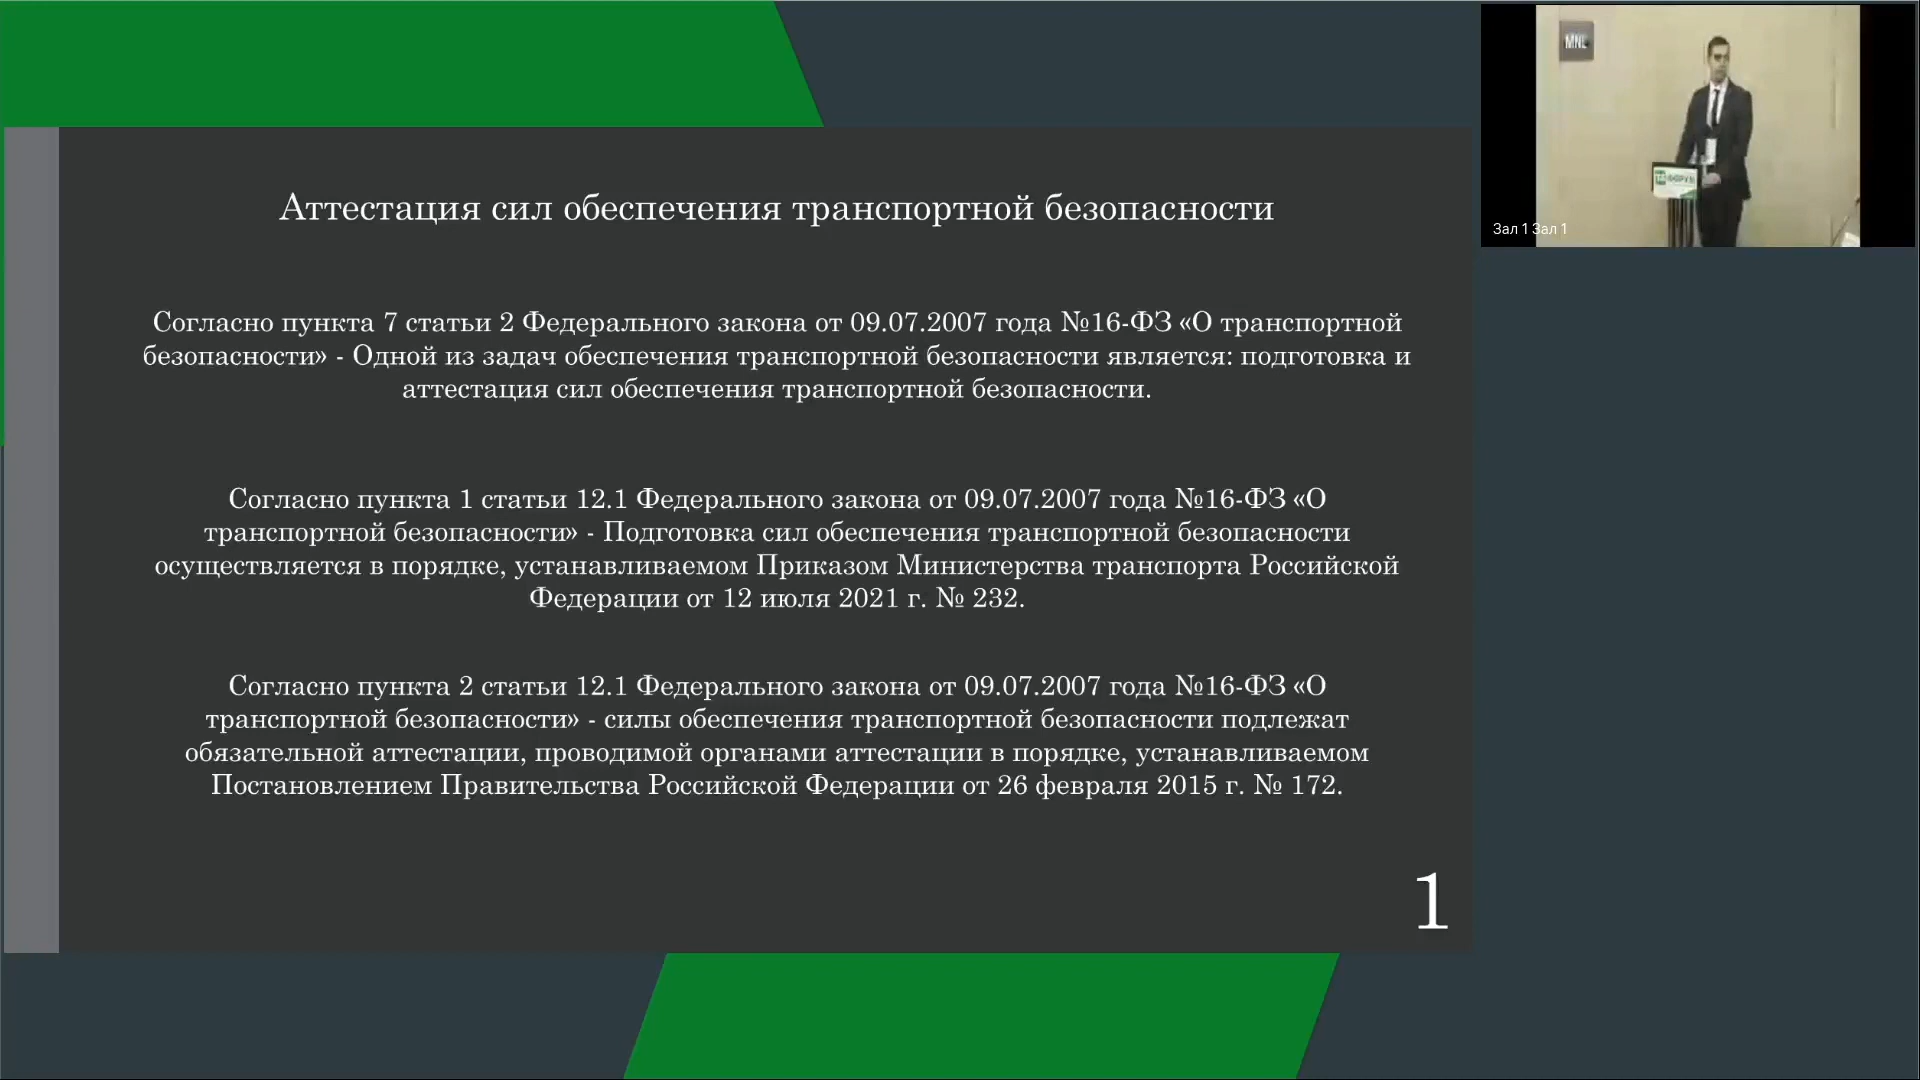 Аттестация сил обеспечения транспортной безопасности
Согласно пункта 7 статьи 2 Федерального закона от 09.07.2007 года №16-ФЗ «О транспортной
безопасности» - Одной из задач обеспечения транспортной безопасности является: подготовка и
аттестация сил обеспечения транспортной безопасности.
Согласно пункта 1 статьи 12.1 Федерального закона от 09.07.2007 года №16-ФЗ «О
транспортной безопасности» - Подготовка сил обеспечения транспортной безопасности
осуществляется в порядке, устанавливаемом Приказом Министерства транспорта Российской
Федерации от 12 июля 2021 г. № 232.
Согласно пункта 2 статьи 12.1 Федерального закона от 09.07.2007 года №16-ФЗ «О
транспортной безопасности» - силы обеспечения транспортной безопасности подлежат
обязательной аттестации, проводимой органами аттестации в порядке, устанавливаемом
Постановлением Правительства Российской Федерации от 26 февраля 2015 г. № 172.
1
MNL
ФОРУМ
Зал 1 Зал 1